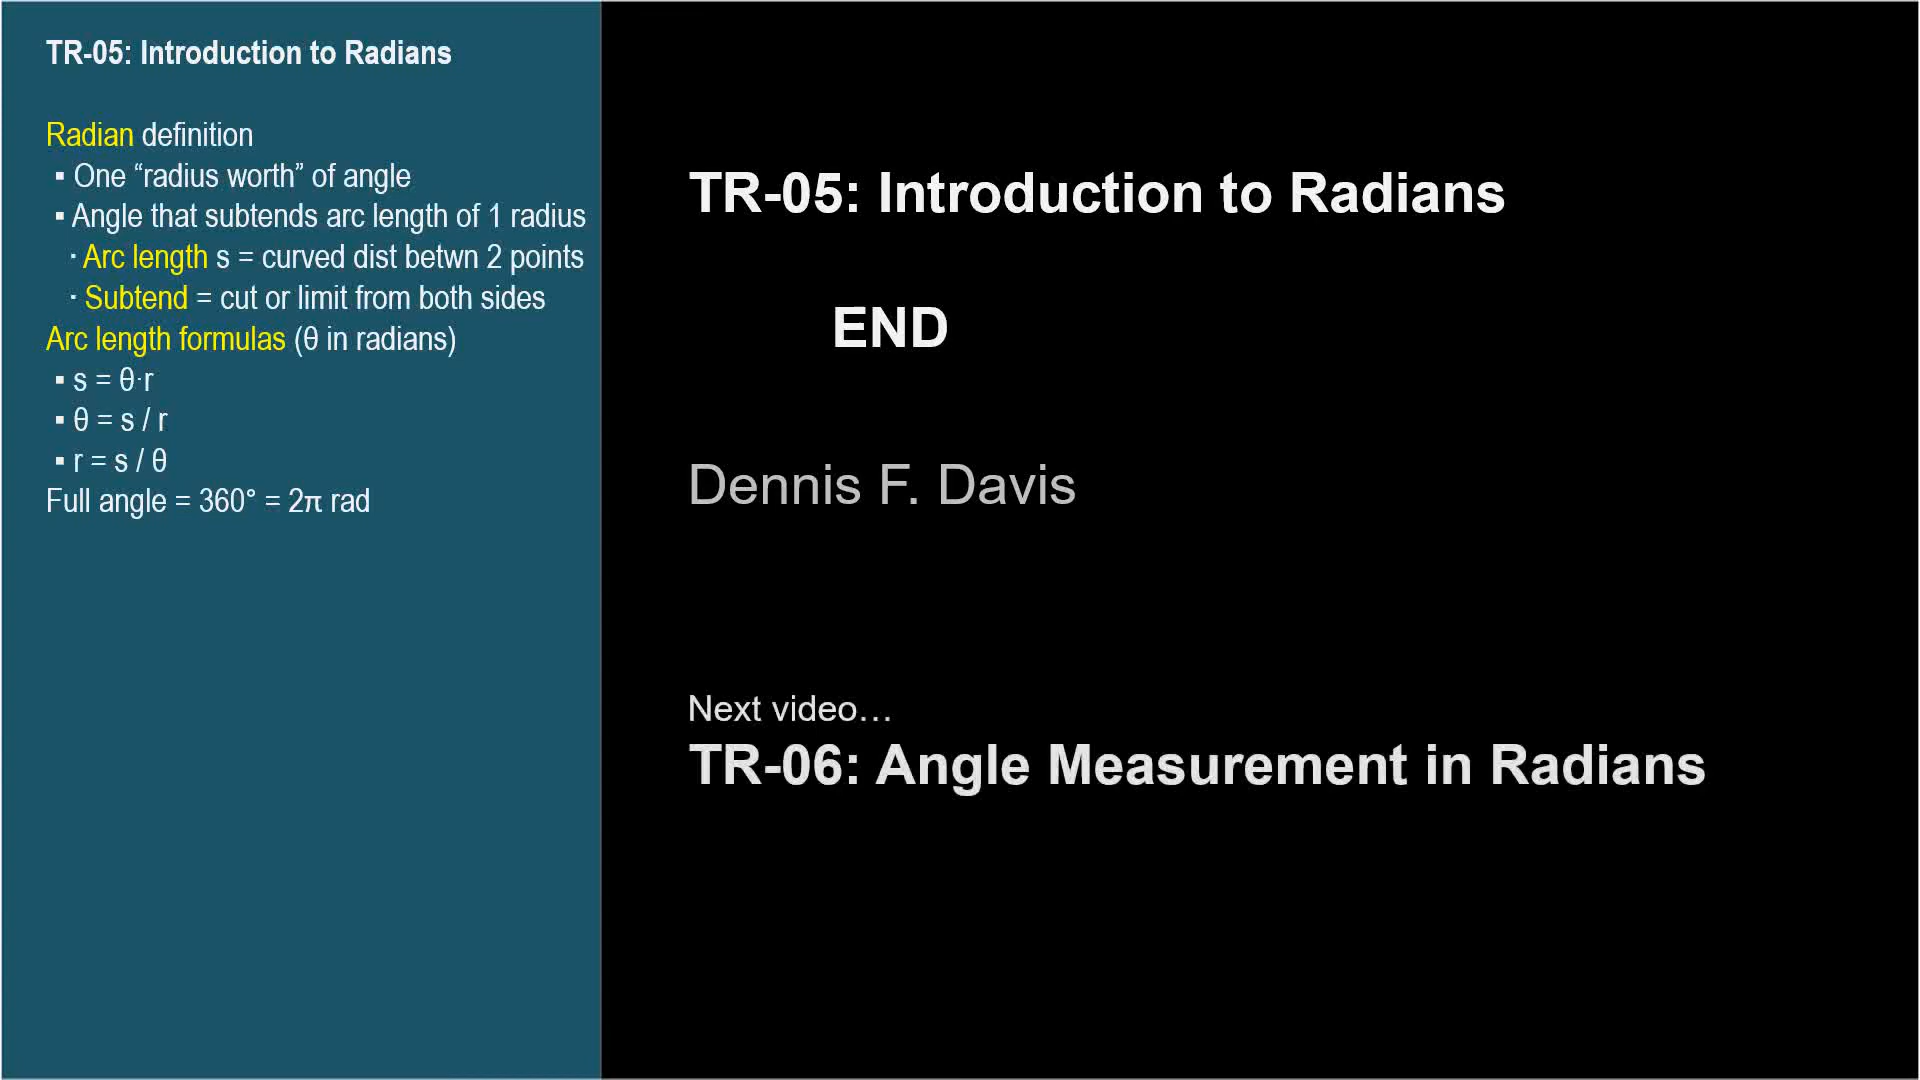 TR-05: Introduction to Radians
Radian definition
▪ One “radius worth” of angle
▪ Angle that subtends arc length of 1 radius
· Arc length s = curved dist betwn 2 points
· Subtend = cut or limit from both sides
Arc length formulas (θ in radians)
▪ s = θ·r
▪ θ = s / r
▪ r = s / θ
Full angle = 360° = 2π rad
TR-05: Introduction to Radians
END
Dennis F. Davis
Next video…
TR-06: Angle Measurement in Radians